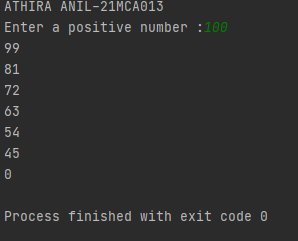 ATHIRA ANIL-21MCA013
Enter a positive number :100
99
81
72
63
54
45
0
Process finished with exit code 0